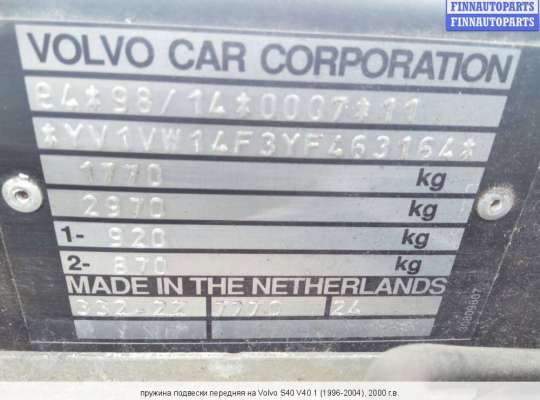 FINNAUTOPARTS
FINNAUTOPARTS
VOLVO CAR CORPORATION
e4*98/14*0007*11
*YV1VW14F3YF463164*
1770 kg
2970 kg
1- 920 kg
2- 870 kg
MADE IN THE NETHERLANDS
332.22 7770 24
пружина подвески передняя на Volvo S40 V40 1 (1996-2004), 2000 г.в.